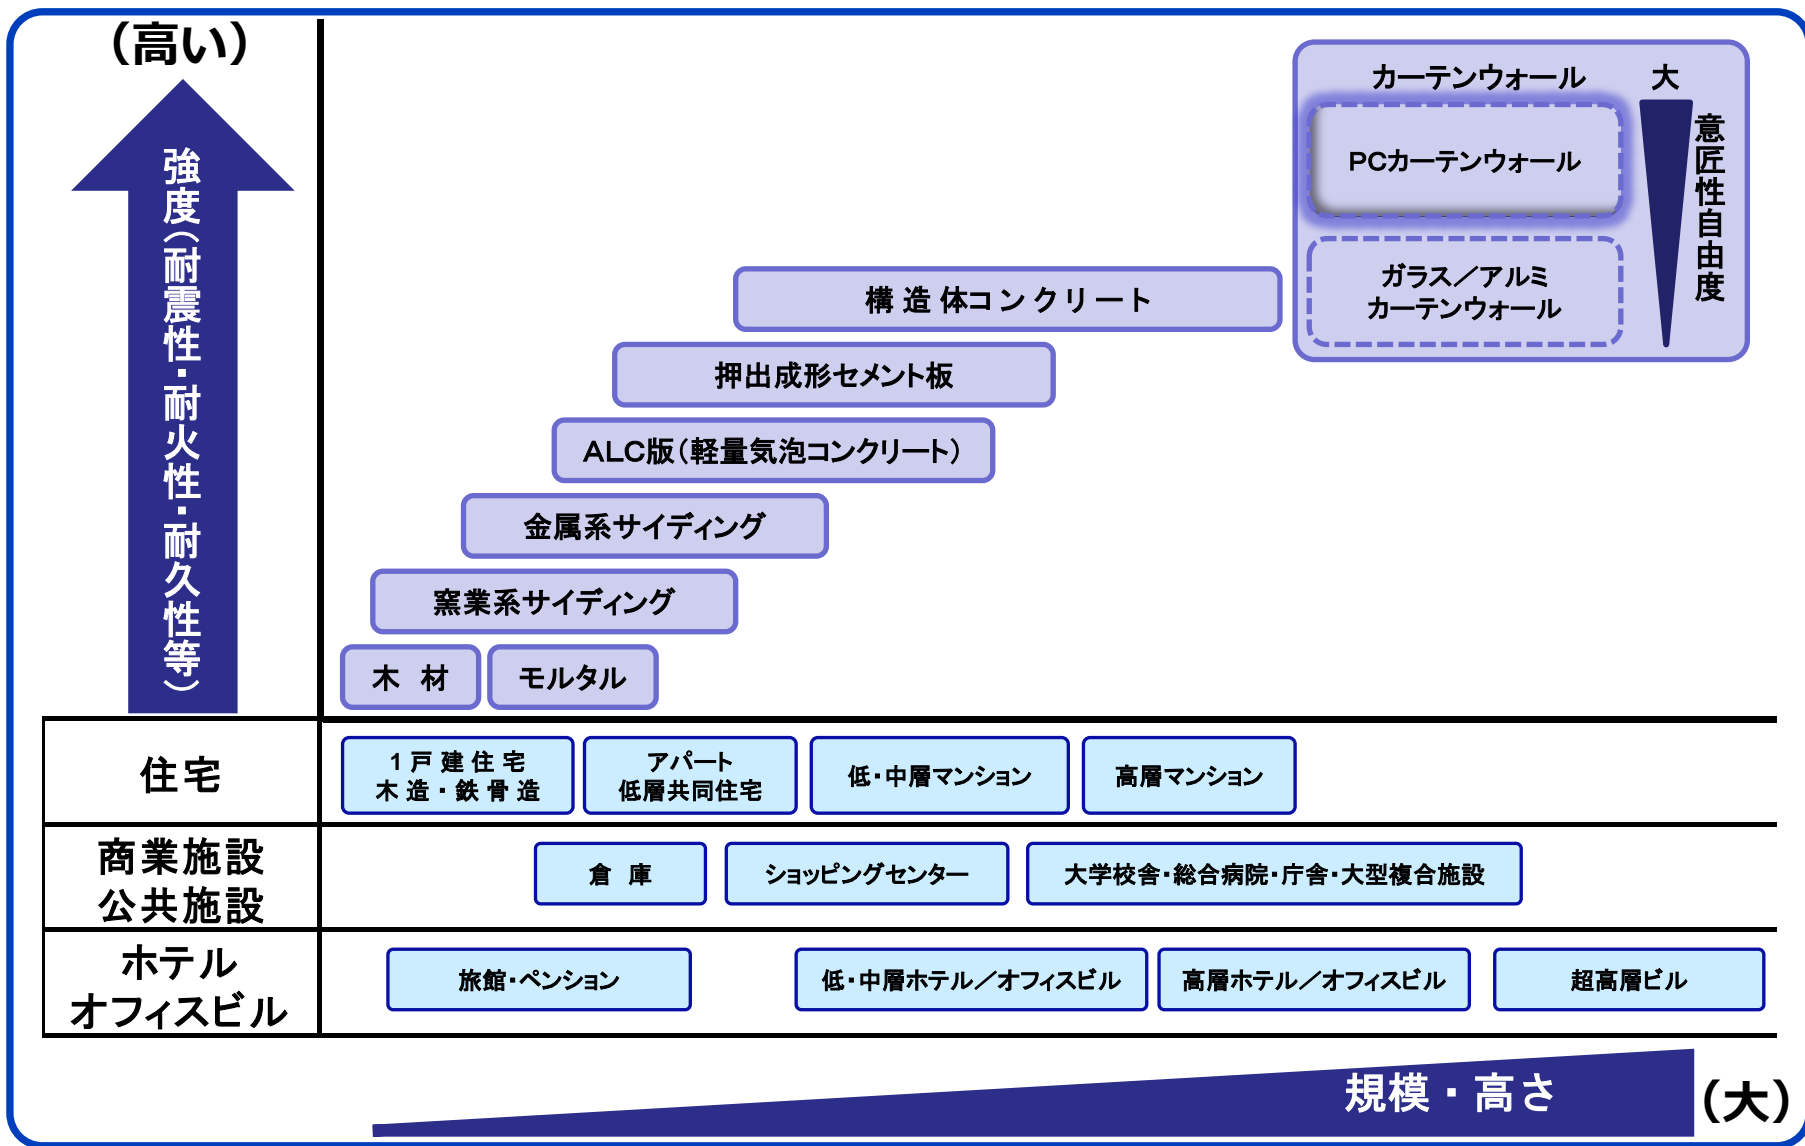 （高い）
強度（耐震性・耐火性・耐久性等）
カーテンウォール
大
PCカーテンウォール
意匠性自由度
ガラス／アルミ
カーテンウォール
構造体コンクリート
押出成形セメント板
ALC版（軽量気泡コンクリート）
金属系サイディング
窯業系サイディング
木 材
モルタル
住宅
1戸建住宅
木造・鉄骨造
アパート
低層共同住宅
低・中層マンション
高層マンション
商業施設
公共施設
倉 庫
ショッピングセンター
大学校舎・総合病院・庁舎・大型複合施設
ホテル
オフィスビル
旅館・ペンション
低・中層ホテル／オフィスビル
高層ホテル／オフィスビル
超高層ビル
規模・高さ
（大）